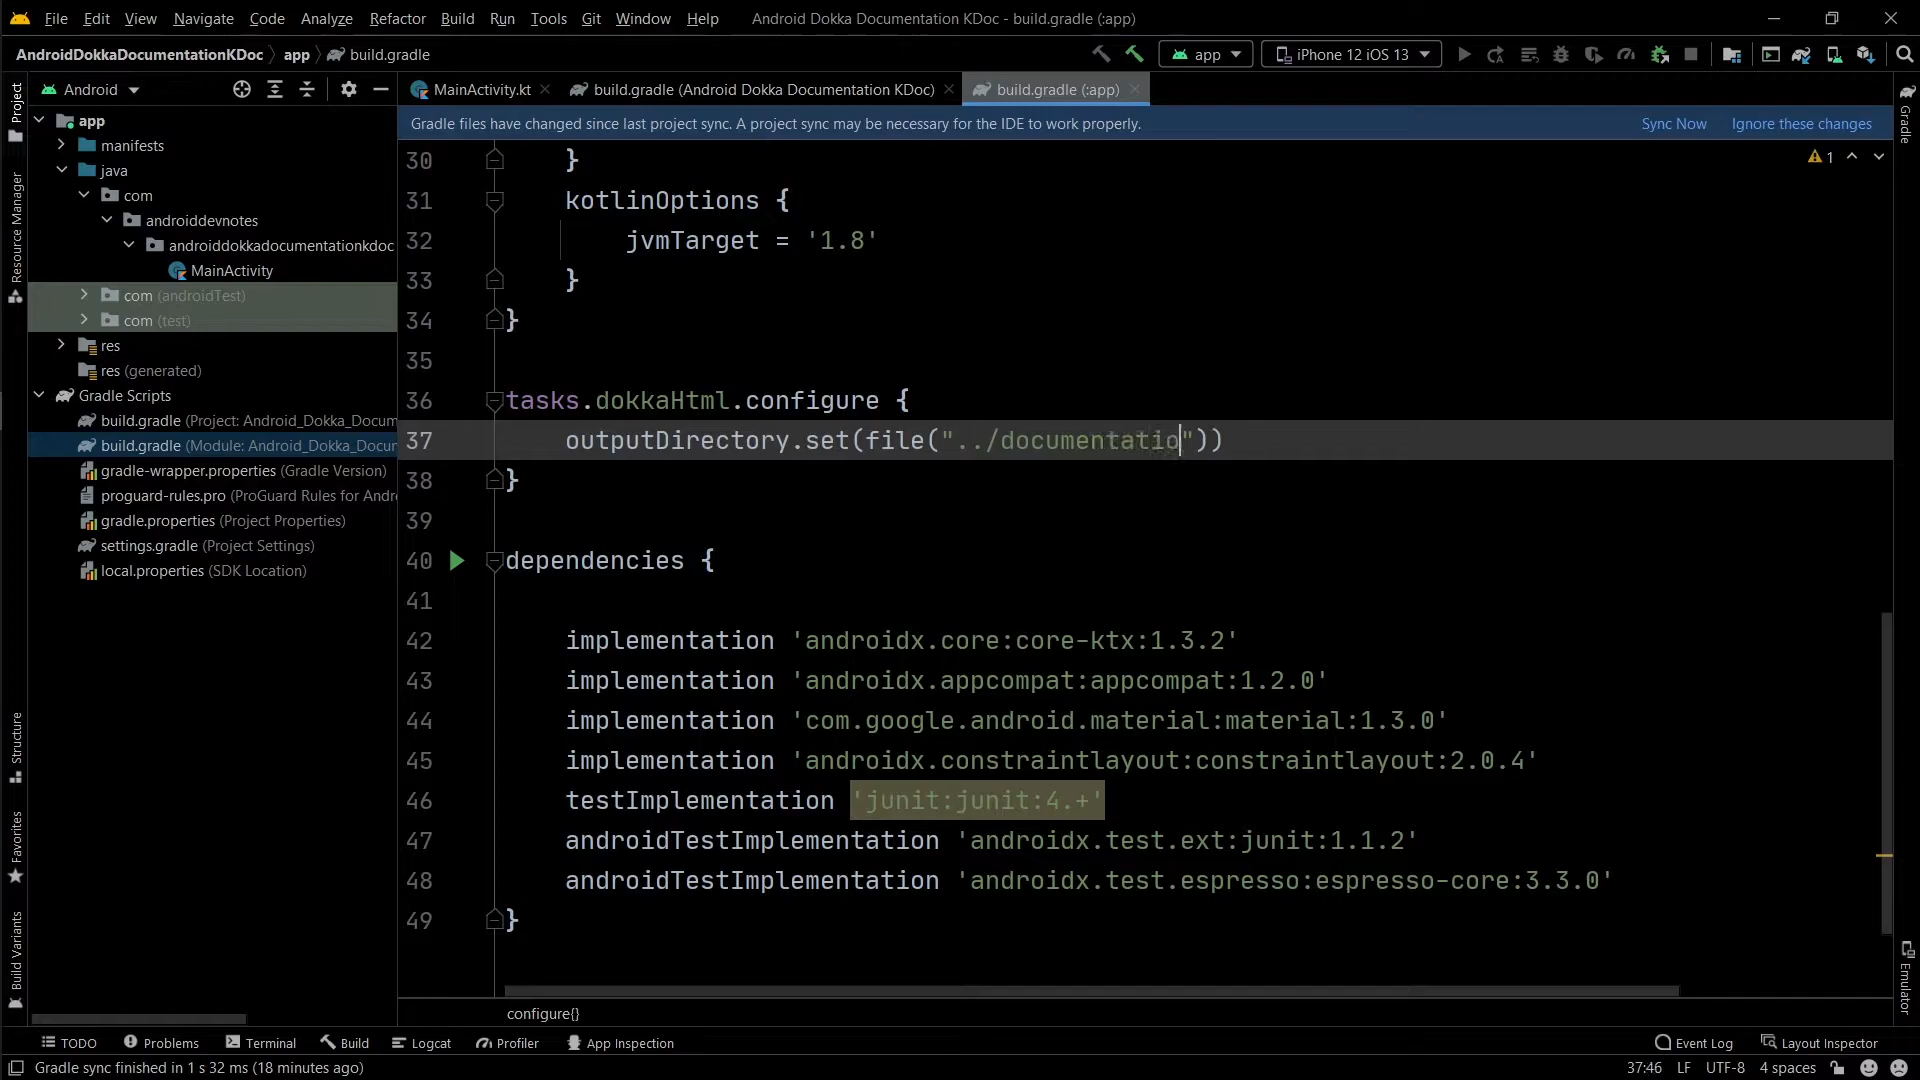 File Edit View Navigate Code Analyze Refactor Build Run Tools Git Window Help Android Dokka Documentation KDoc - build.gradle (:app)
AndroidDokkaDocumentationKDoc app build.gradle app iPhone 12 iOS 13
Android MainActivity.kt build.gradle (Android Dokka Documentation KDoc) build.gradle (:app)
Gradle files have changed since last project sync. A project sync may be necessary for the IDE to work properly. Sync Now Ignore these changes
Project
Resource Manager
Structure
Favorites
Build Variants
app
manifests
java
com
androiddevnotes
androiddokkadocumentationkdoc
MainActivity
com (androidTest)
com (test)
res
res (generated)
Gradle Scripts
build.gradle (Project: Android_Dokka_Docum
build.gradle (Module: Android_Dokka_Docur
gradle-wrapper.properties (Gradle Version)
proguard-rules.pro (ProGuard Rules for Andr
gradle.properties (Project Properties)
settings.gradle (Project Settings)
local.properties (SDK Location)
1
30 }
31 kotlinOptions {
32 jvmTarget = '1.8'
33 }
34 }
35
36 tasks.dokkaHtml.configure {
37 outputDirectory.set(file("../documentatio"))
38 }
39
40 dependencies {
41
42 implementation 'androidx.core:core-ktx:1.3.2'
43 implementation 'androidx.appcompat:appcompat:1.2.0'
44 implementation 'com.google.android.material:material:1.3.0'
45 implementation 'androidx.constraintlayout:constraintlayout:2.0.4'
46 testImplementation 'junit:junit:4.+'
47 androidTestImplementation 'androidx.test.ext:junit:1.1.2'
48 androidTestImplementation 'androidx.test.espresso:espresso-core:3.3.0'
49 }
configure{}
Gradle
Emulator
TODO Problems Terminal Build Logcat Profiler App Inspection Event Log Layout Inspector
Gradle sync finished in 1 s 32 ms (18 minutes ago) 37:46 LF UTF-8 4 spaces